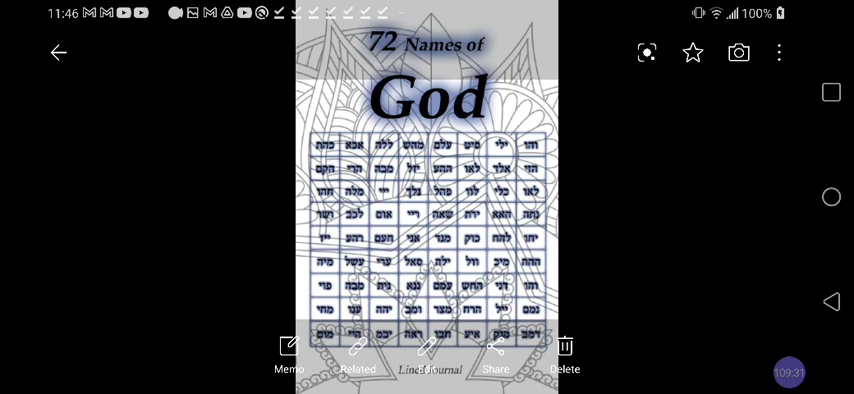 11:46 100%
72 Names of
God
והו ילי סיט עלם מהש ללה אכא כהת
הזי אלד לאו ההע יזל מבה הרי הקם
לאו כלי לוו פהל נלך ייי מלה חהו
נתה האא ירת שאה ריי אום לכב ושר
יחו להח כוק מנד אני חעם רהע ייז
ההה מיכ וול ילה סאל ערי עשל מיה
והו דני החש עמם ננא נית מבה פוי
נמם ייל הרח מצר ומב יהה ענו מחי
דמב מנק איע חבו ראה יבמ היי מום
Memo Related Edit Share Delete
Lined Journal
109:31